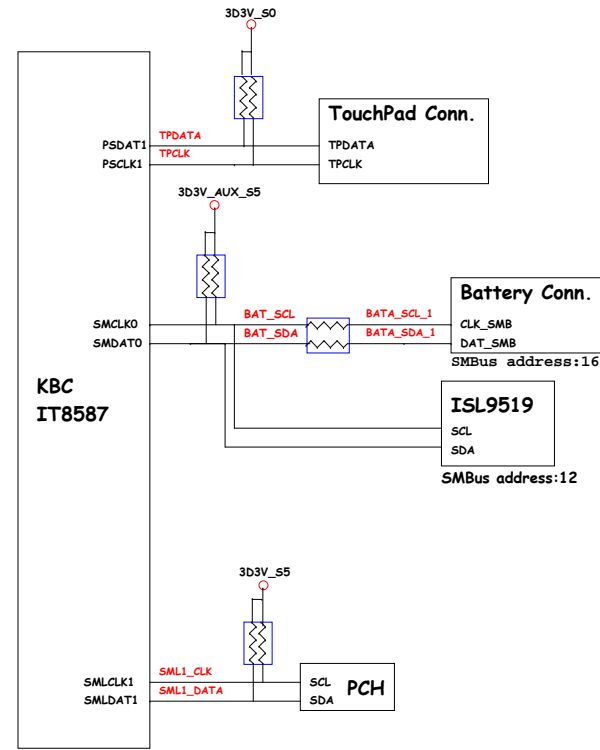 3D3V_S0
TouchPad Conn.
PSDAT1
TPDATA
TPDATA
PSCLK1
TPCLK
TPCLK
3D3V_AUX_S5
Battery Conn.
SMCLK0
BAT_SCL
BATA_SCL_1
CLK_SMB
SMDAT0
BAT_SDA
BATA_SDA_1
DAT_SMB
SMBus address:16
KBC
IT8587
ISL9519
SCL
SDA
SMBus address:12
3D3V_S5
SMLCLK1
SML1_CLK
SCL
PCH
SMLDAT1
SML1_DATA
SDA